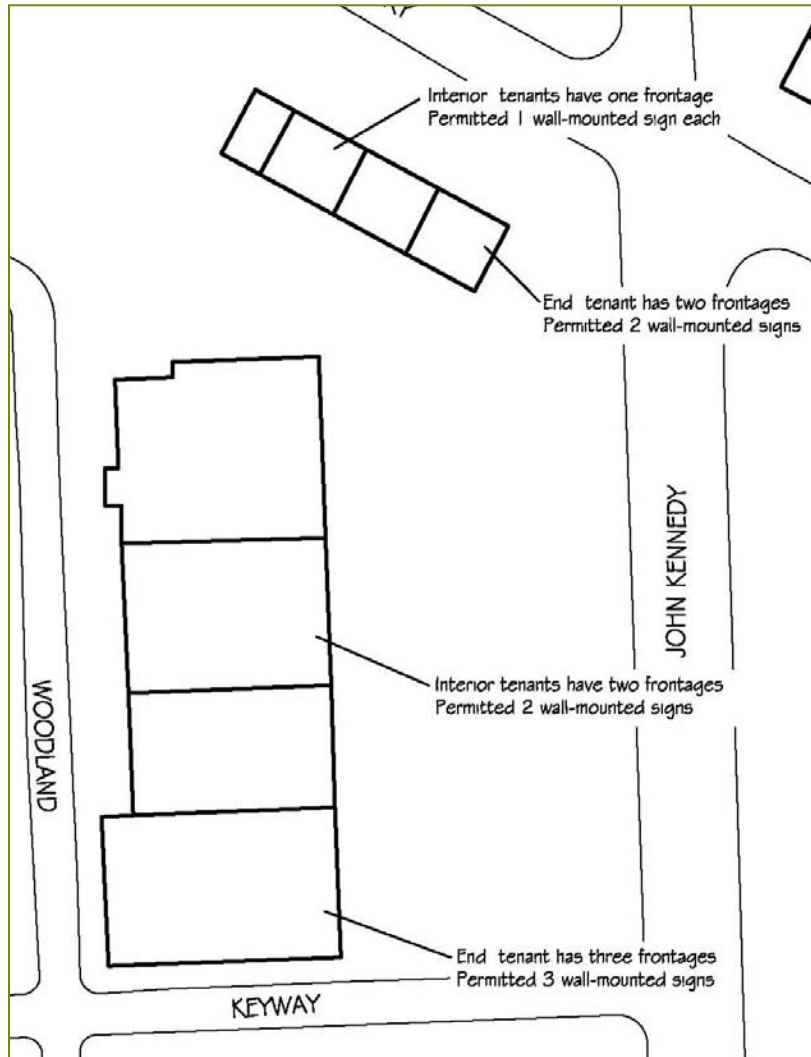 Interior tenants have one frontage
Permitted 1 wall-mounted sign each
End tenant has two frontages
Permitted 2 wall-mounted signs
JOHN KENNEDY
WOODLAND
Interior tenants have two frontages
Permitted 2 wall-mounted signs
End tenant has three frontages
Permitted 3 wall-mounted signs
KEYWAY